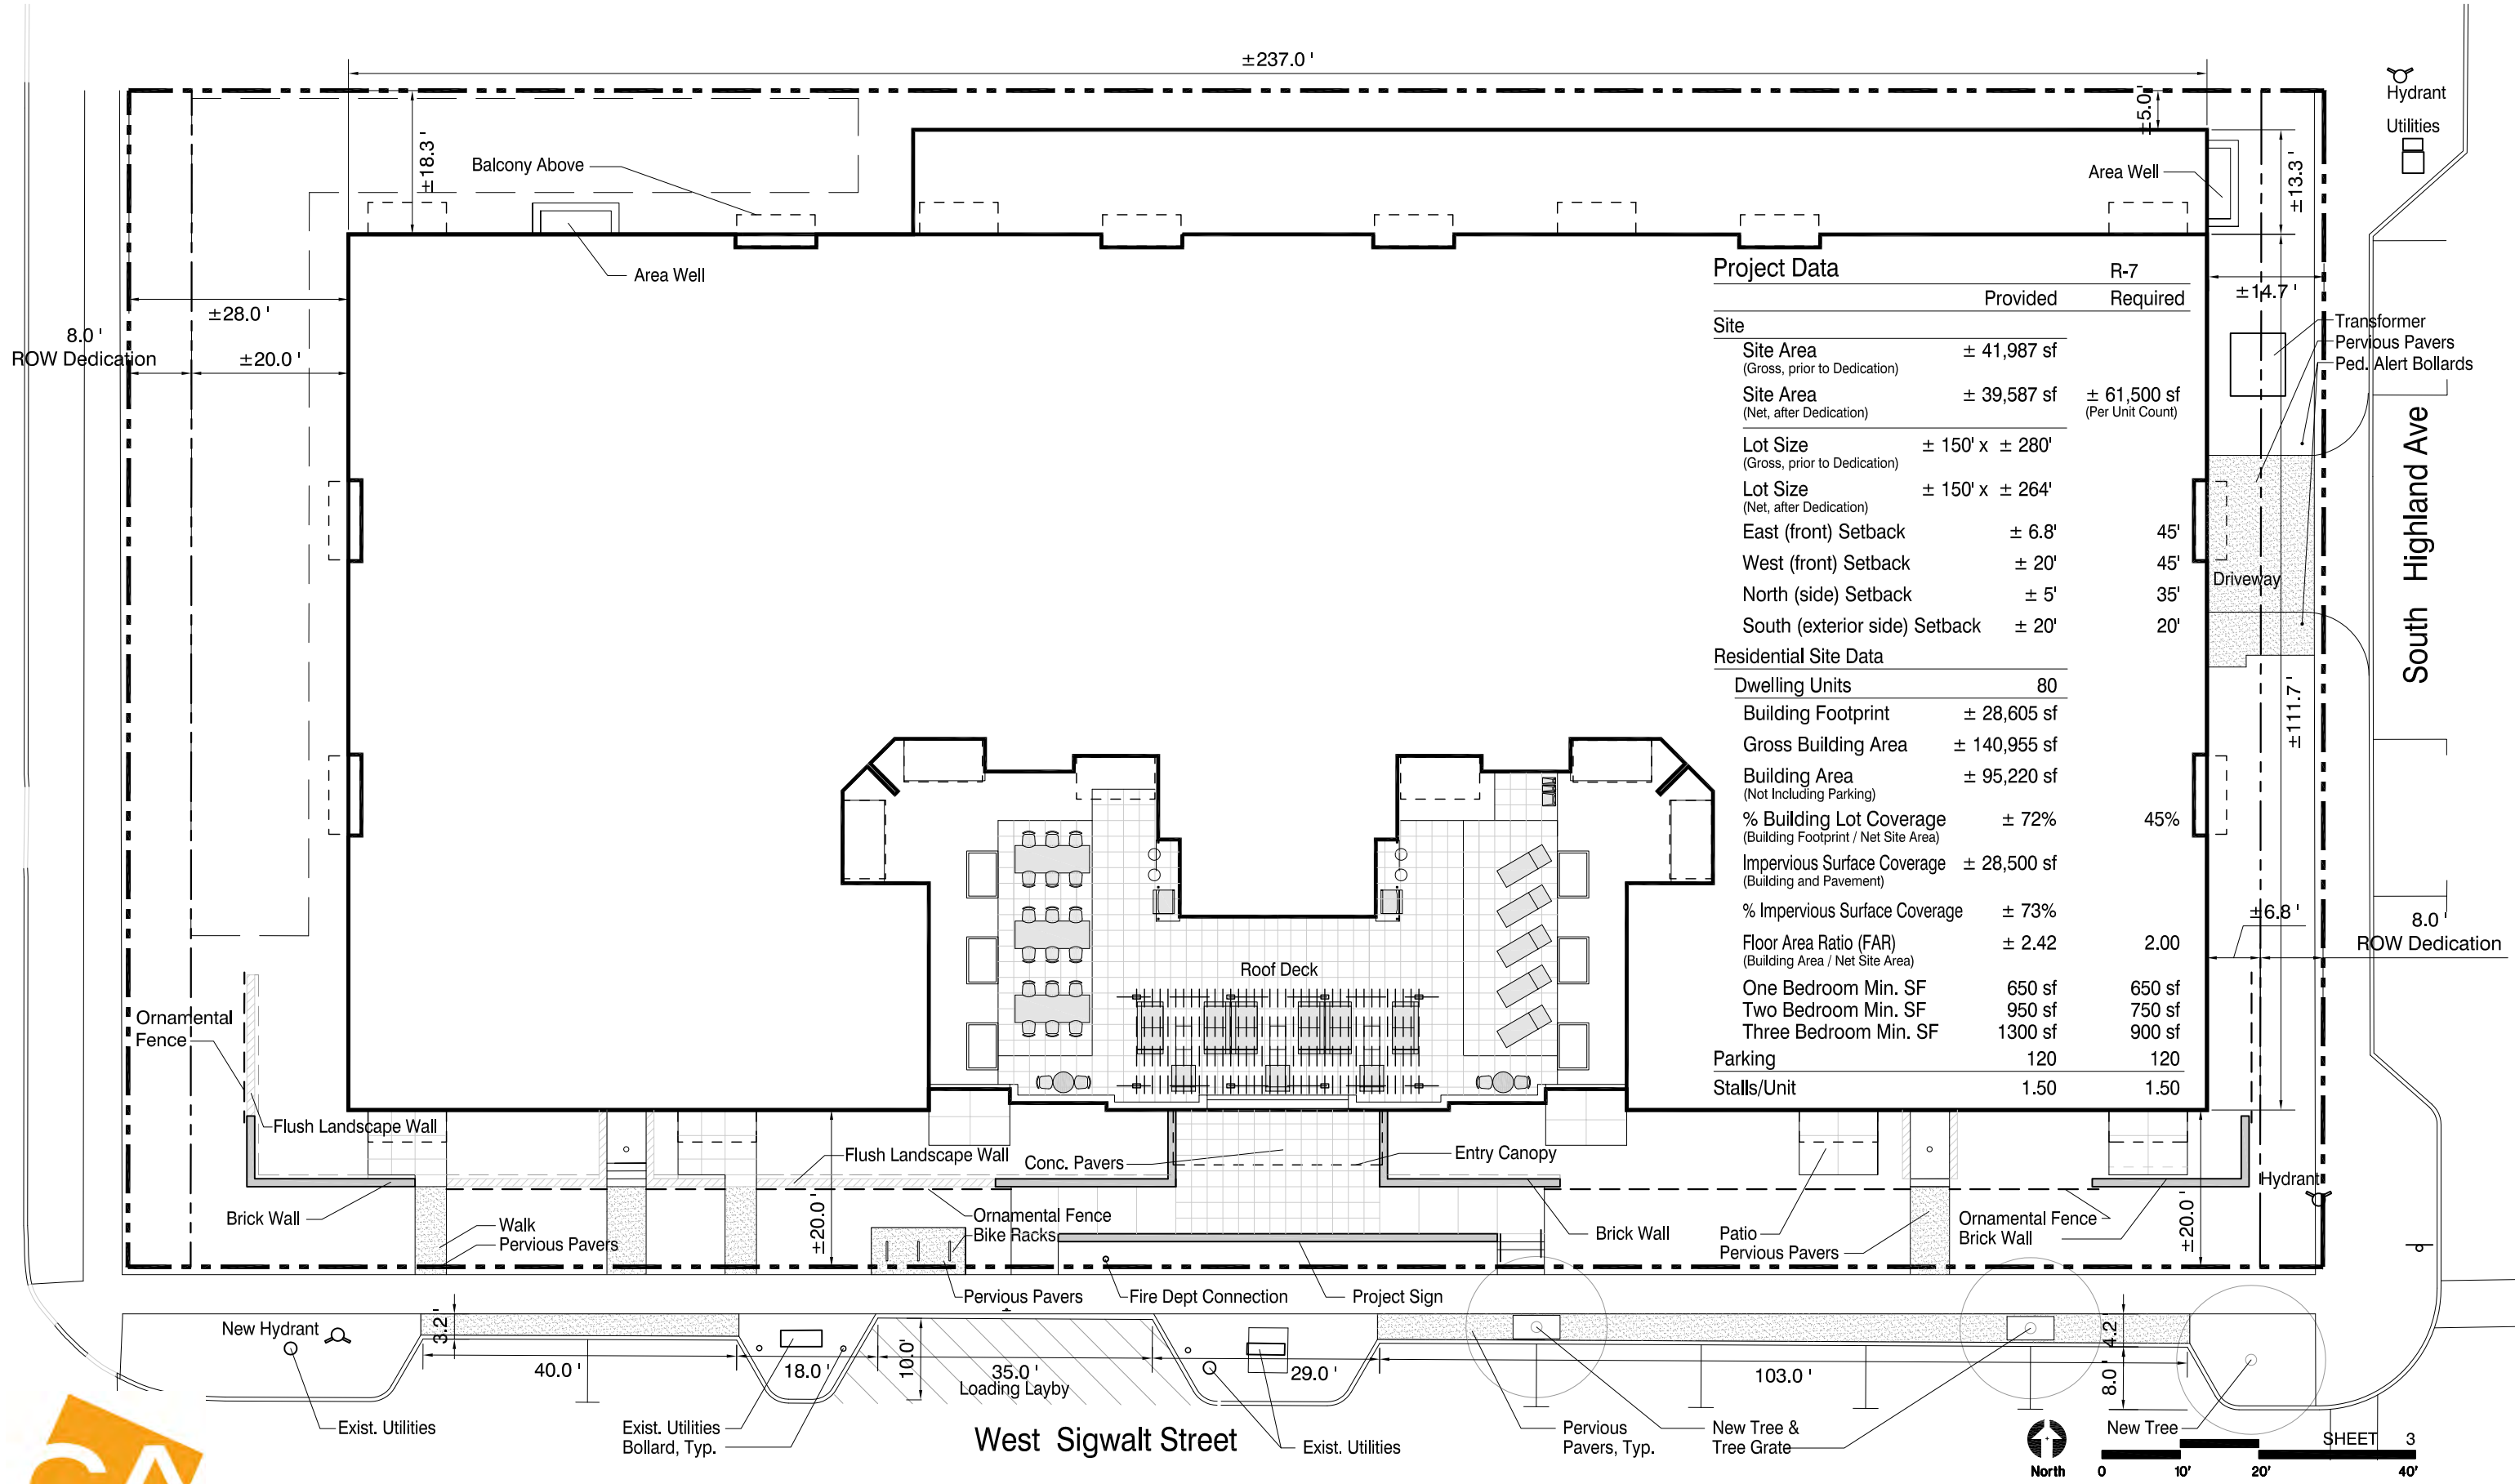 ±237.0 '
Hydrant
Utilities
±5.0'
±18.3'
Balcony Above
Area Well
±13.3'
Area Well
±28.0 '
8.0 '
ROW Dedication
±20.0 '
±14.7 '
Transformer
Pervious Pavers
Ped. Alert Bollards
Project Data R-7
Provided Required
Site
Site Area ± 41,987 sf
(Gross, prior to Dedication)
Site Area ± 39,587 sf ± 61,500 sf
(Net, after Dedication) (Per Unit Count)
Lot Size ± 150' x ± 280'
(Gross, prior to Dedication)
Lot Size ± 150' x ± 264'
(Net, after Dedication)
East (front) Setback ± 6.8' 45'
West (front) Setback ± 20' 45'
North (side) Setback ± 5' 35'
South (exterior side) Setback ± 20' 20'
Residential Site Data
Dwelling Units 80
Building Footprint ± 28,605 sf
Gross Building Area ± 140,955 sf
Building Area ± 95,220 sf
(Not Including Parking)
% Building Lot Coverage ± 72% 45%
(Building Footprint / Net Site Area)
Impervious Surface Coverage ± 28,500 sf
(Building and Pavement)
% Impervious Surface Coverage ± 73%
Floor Area Ratio (FAR) ± 2.42 2.00
(Building Area / Net Site Area)
One Bedroom Min. SF 650 sf 650 sf
Two Bedroom Min. SF 950 sf 750 sf
Three Bedroom Min. SF 1300 sf 900 sf
Parking 120 120
Stalls/Unit 1.50 1.50
South Highland Ave
Driveway
±111.7 '
±6.8 '
8.0 '
ROW Dedication
Roof Deck
Ornamental
Fence
Flush Landscape Wall
Flush Landscape Wall
Conc. Pavers
Entry Canopy
Hydrant
Brick Wall
Walk
Pervious Pavers
±20.0 '
Ornamental Fence
Bike Racks
Brick Wall
Patio
Pervious Pavers
Ornamental Fence
Brick Wall
±20.0 '
Pervious Pavers
Fire Dept Connection
Project Sign
New Hydrant
3.2'
40.0 '
18.0'
10.0'
35.0 '
Loading Layby
29.0 '
103.0 '
4.2'
8.0'
Exist. Utilities
Exist. Utilities
Bollard, Typ.
West Sigwalt Street
Exist. Utilities
Pervious
Pavers, Typ.
New Tree &
Tree Grate
New Tree
SHEET 3
North
0 10' 20' 40'